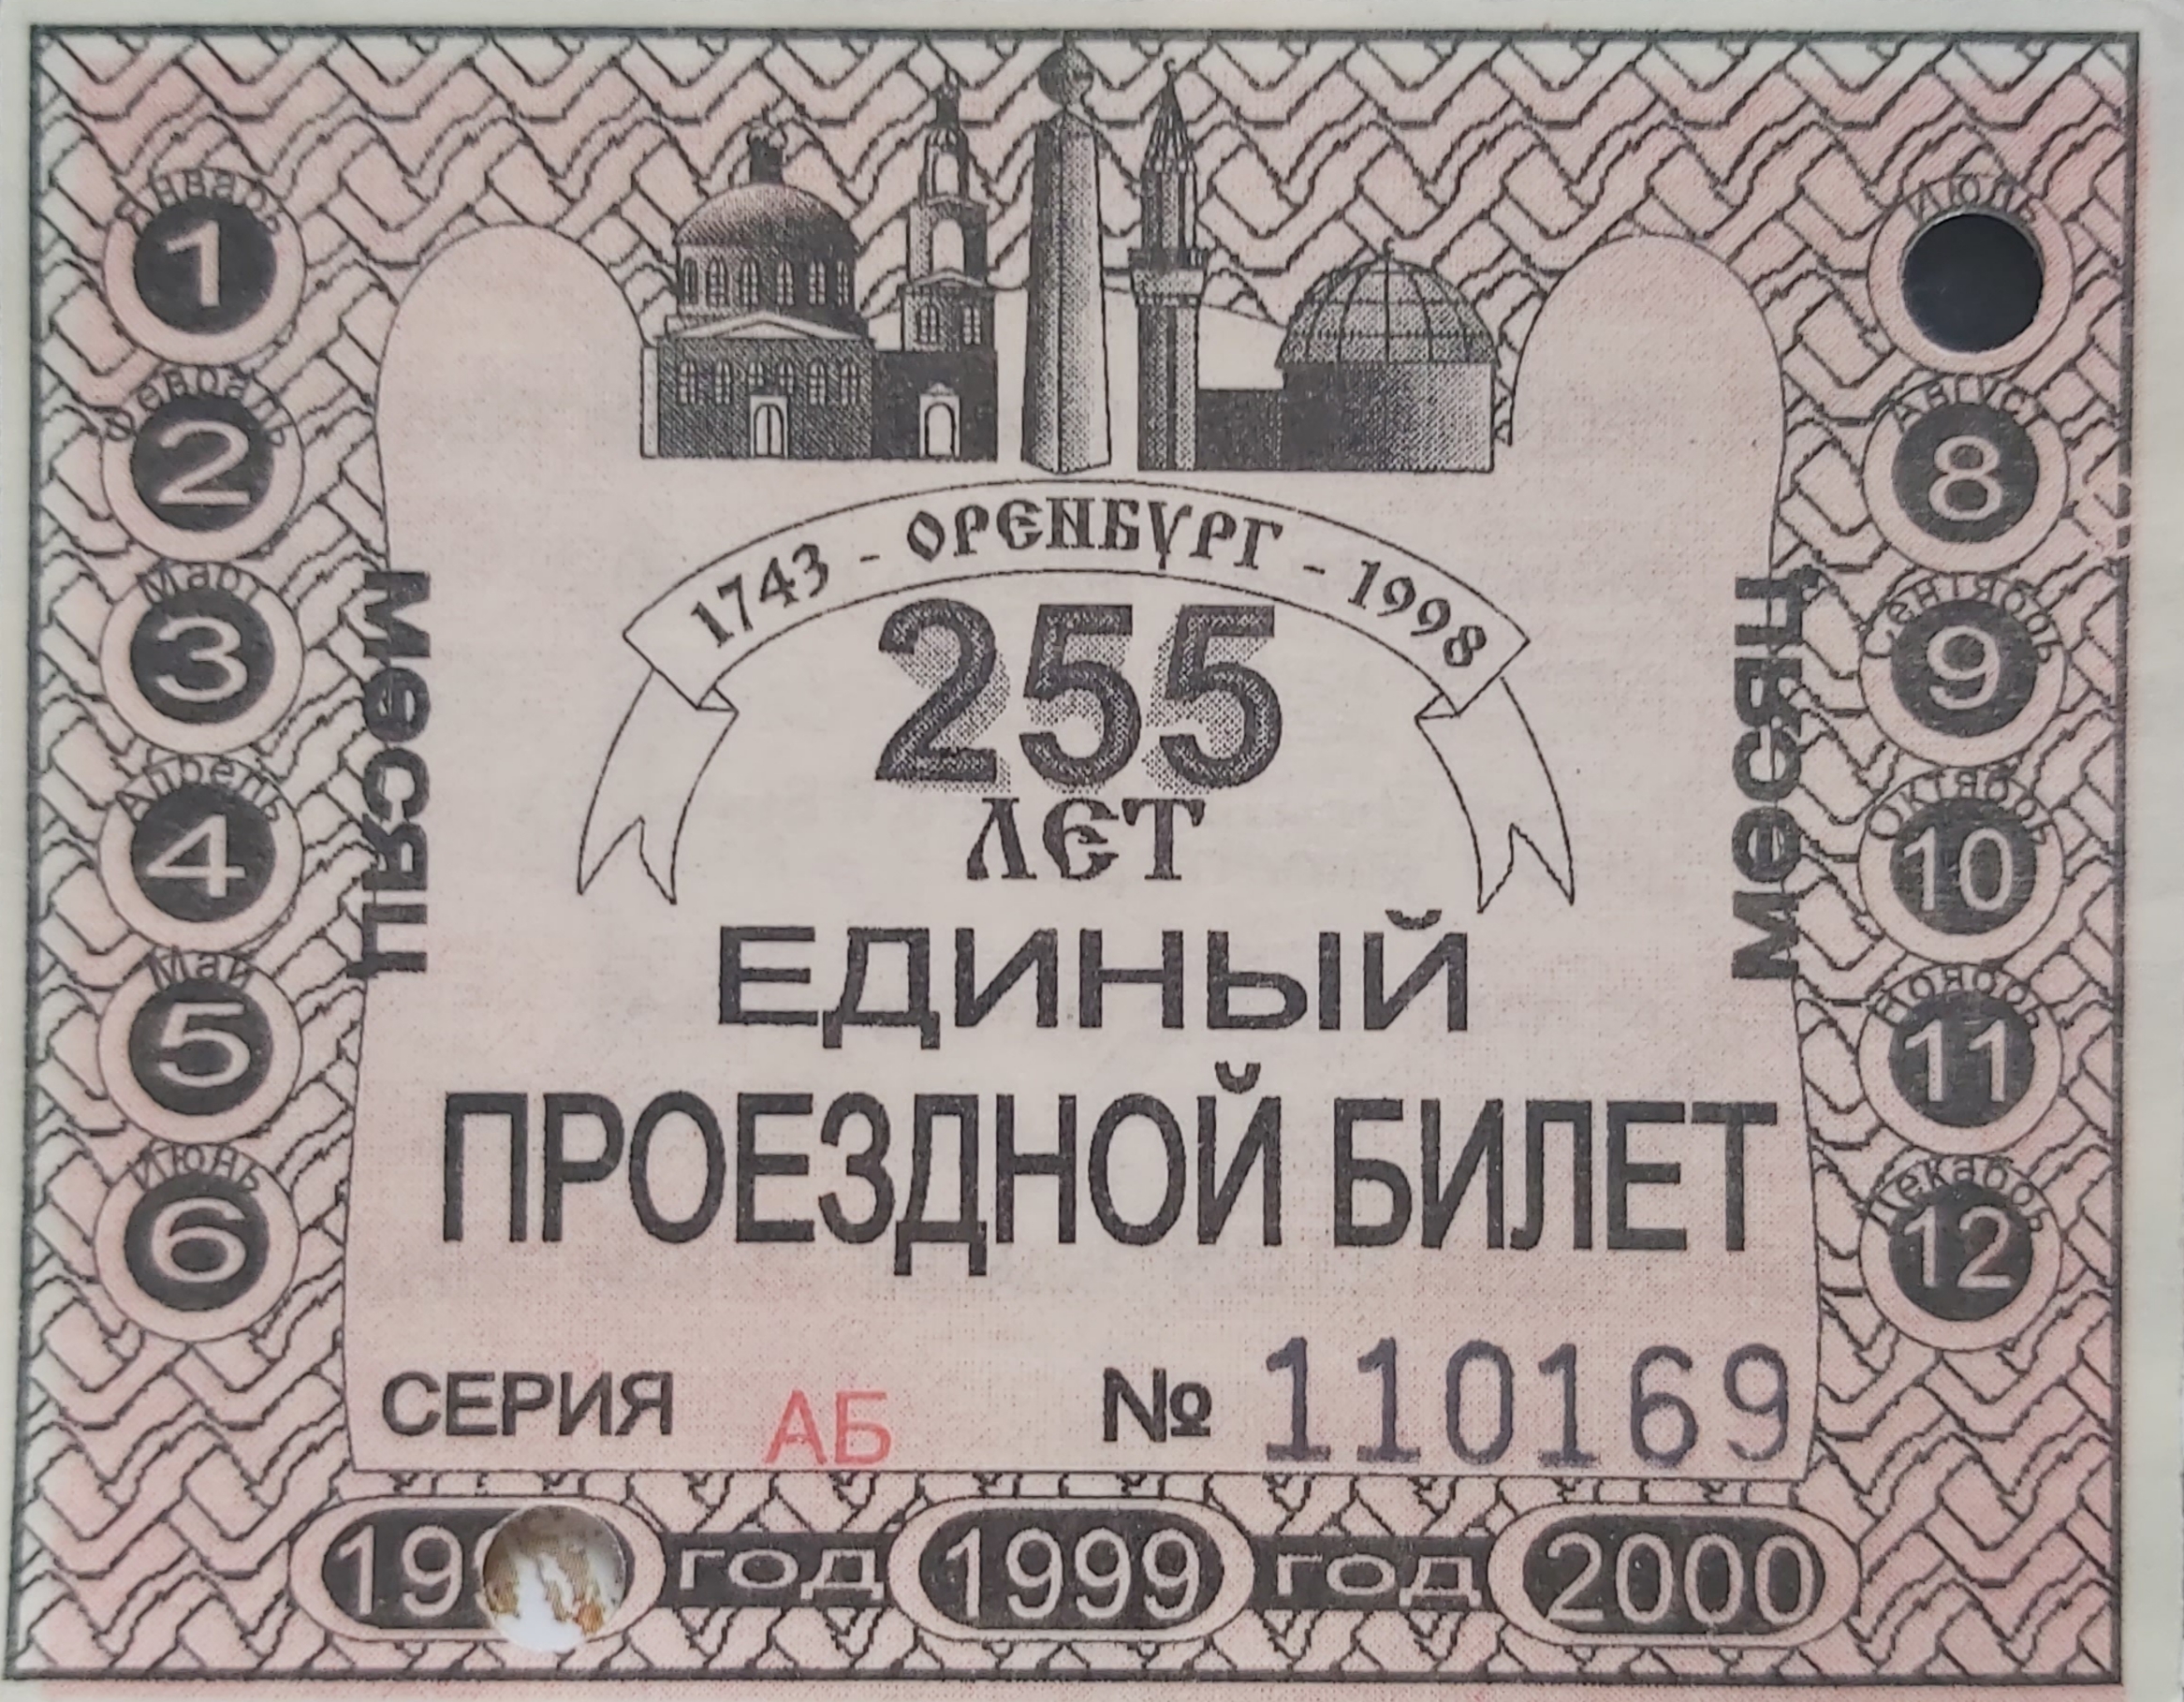 1743 - ОРЕНБУРГ - 1998
255
ЛЕТ
ЕДИНЫЙ
ПРОЕЗДНОЙ БИЛЕТ
СЕРИЯ АБ № 110169
Январь
1
Февраль
2
Март
3
Апрель
4
Май
5
Июнь
6
Месяц
Месяц
Июль
Август
8
Сентябрь
9
Октябрь
10
Ноябрь
11
Декабрь
12
год 1999 год 2000